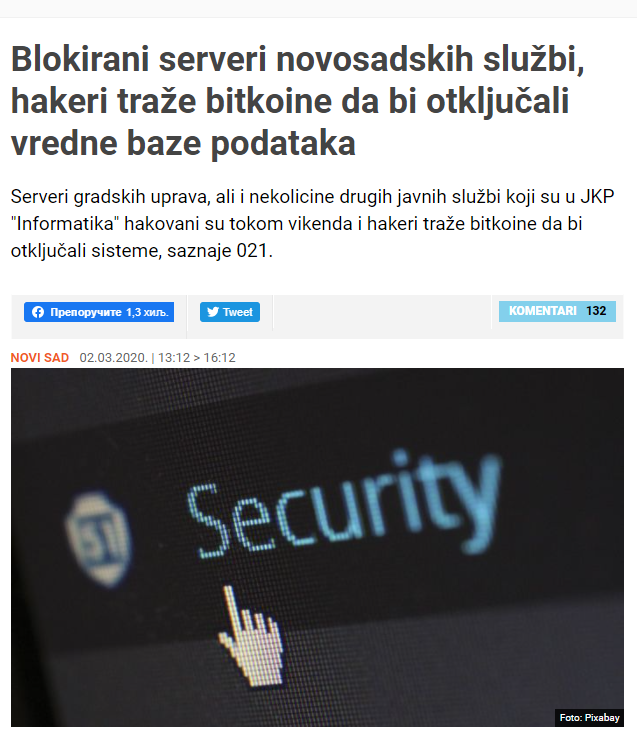 Blokirani serveri novosadskih službi,
hakeri traže bitkoine da bi otključali
vredne baze podataka
Serveri gradskih uprava, ali i nekolicine drugih javnih službi koji su u JKP
"Informatika" hakovani su tokom vikenda i hakeri traže bitkoine da bi
otključali sisteme, saznaje 021.
Препоручите 1,3 хиљ.
Tweet
KOMENTARI 132
NOVI SAD 02.03.2020. | 13:12 > 16:12
51
Security
Foto: Pixabay